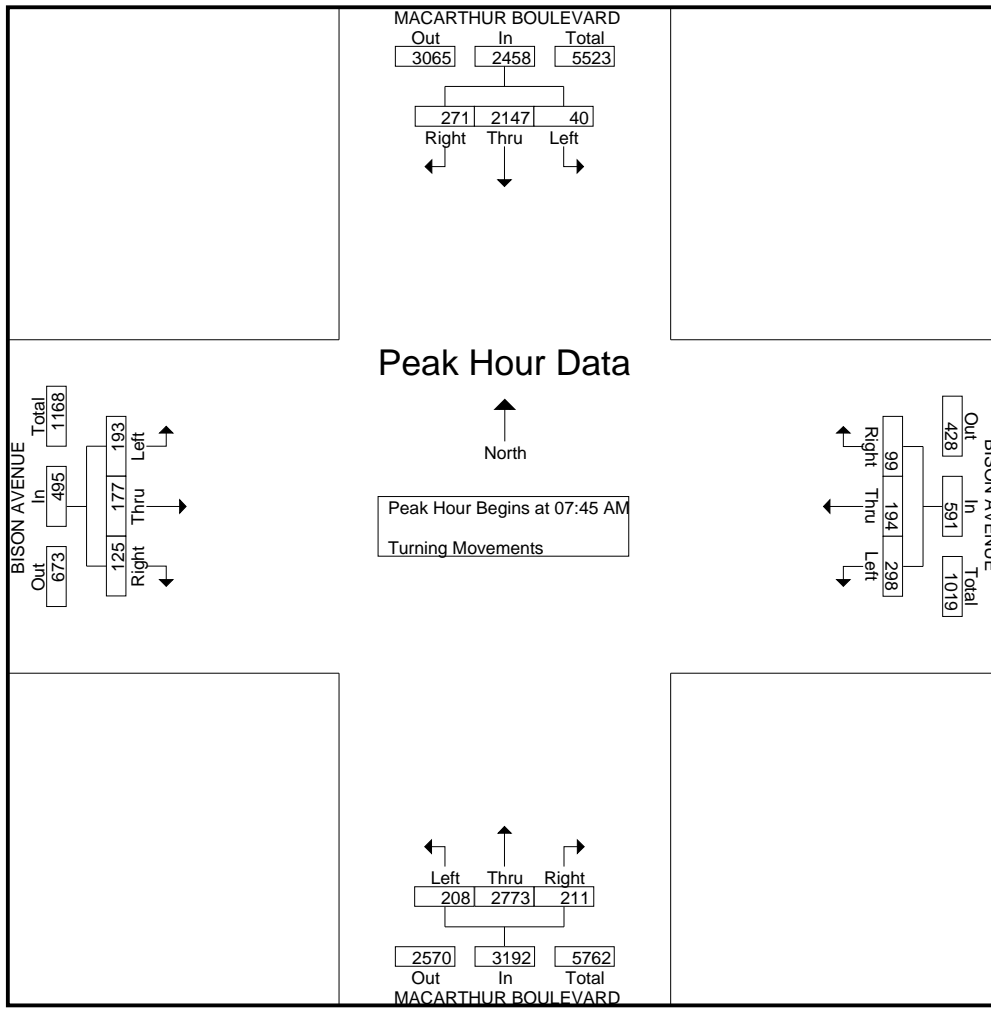 MACARTHUR BOULEVARD
Out In Total
3065 2458 5523
271 2147 40
Right Thru Left
Peak Hour Data
North
Peak Hour Begins at 07:45 AM
Turning Movements
BISON AVENUE
Total In Out
1168 495 673
193 177 125
Left Thru Right
Right Thru Left
99 194 298
428 591 1019
Out In Total
BISON AVENUE
Left Thru Right
208 2773 211
2570 3192 5762
Out In Total
MACARTHUR BOULEVARD